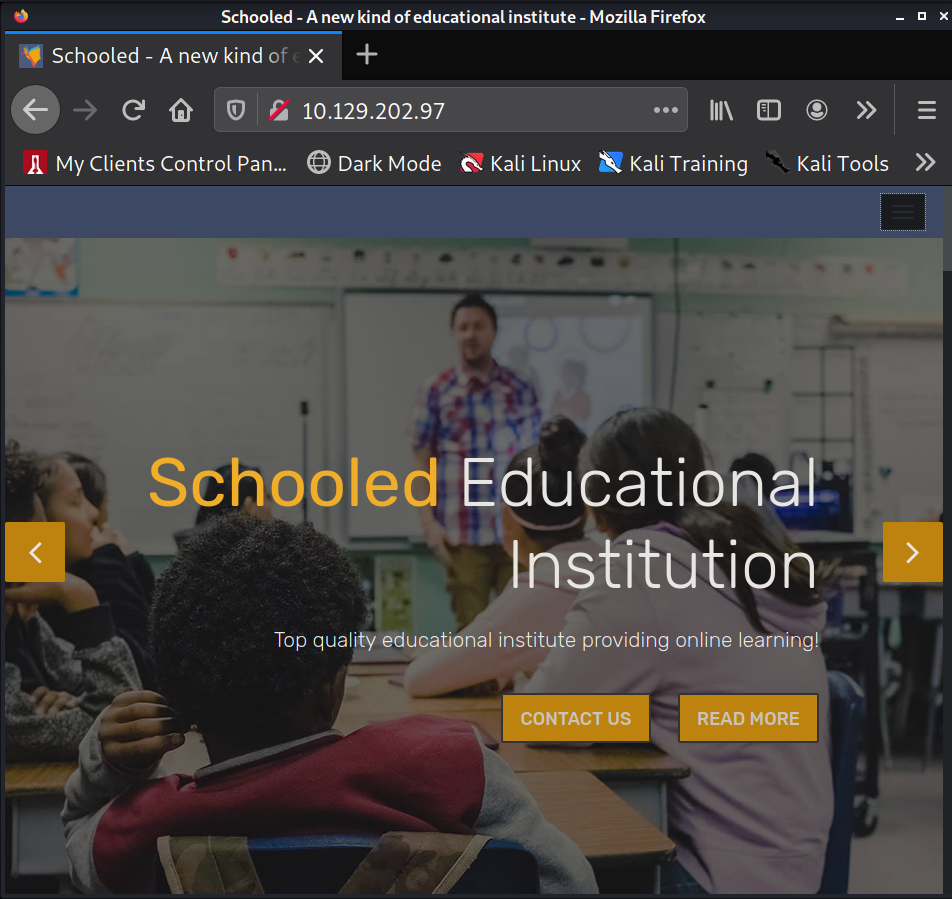 Schooled - A new kind of educational institute - Mozilla Firefox
Schooled - A new kind of e
10.129.202.97
My Clients Control Pan... Dark Mode Kali Linux Kali Training Kali Tools
Schooled Educational
Institution
Top quality educational institute providing online learning!
CONTACT US READ MORE